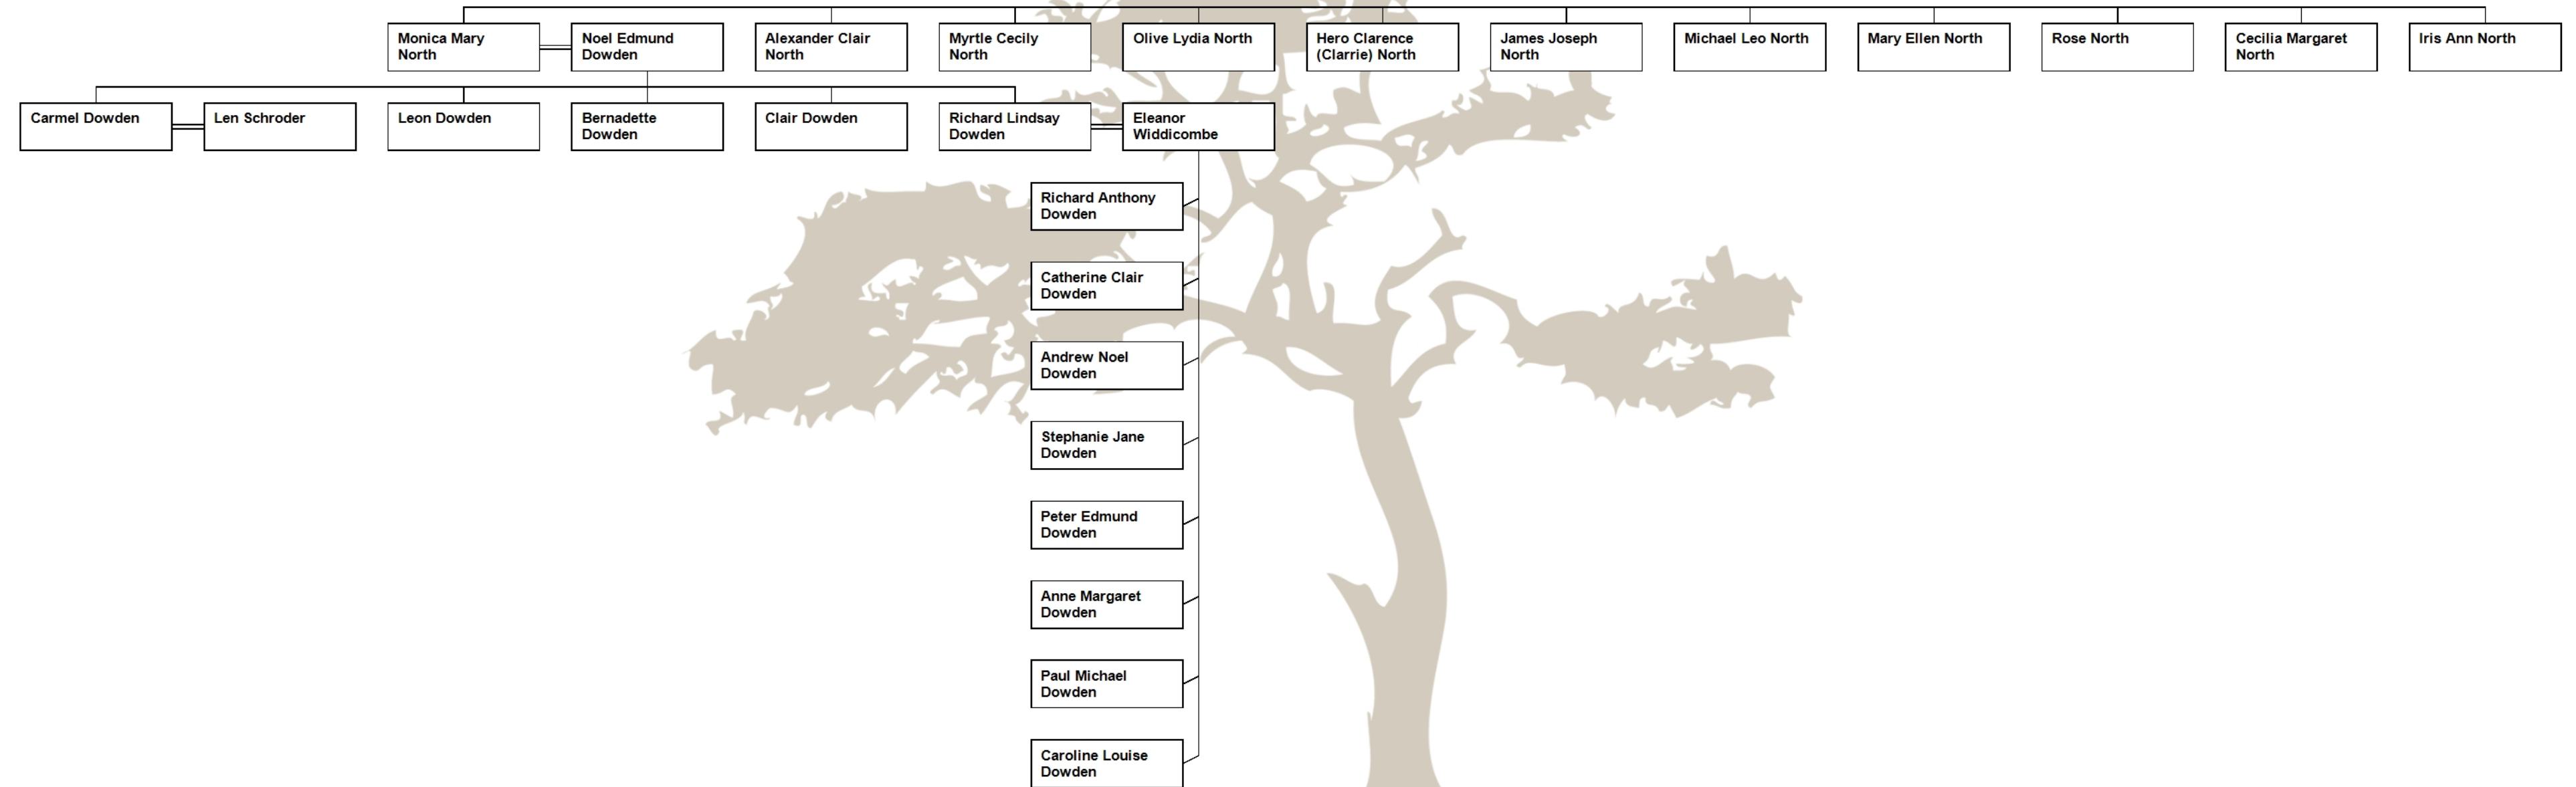 Monica Mary
North
Noel Edmund
Dowden
Alexander Clair
North
Myrtle Cecily
North
Olive Lydia North
Hero Clarence
(Clarrie) North
James Joseph
North
Michael Leo North
Mary Ellen North
Rose North
Cecilia Margaret
North
Iris Ann North
Carmel Dowden
Len Schroder
Leon Dowden
Bernadette
Dowden
Clair Dowden
Richard Lindsay
Dowden
Eleanor
Widdicombe
Richard Anthony
Dowden
Catherine Clair
Dowden
Andrew Noel
Dowden
Stephanie Jane
Dowden
Peter Edmund
Dowden
Anne Margaret
Dowden
Paul Michael
Dowden
Caroline Louise
Dowden